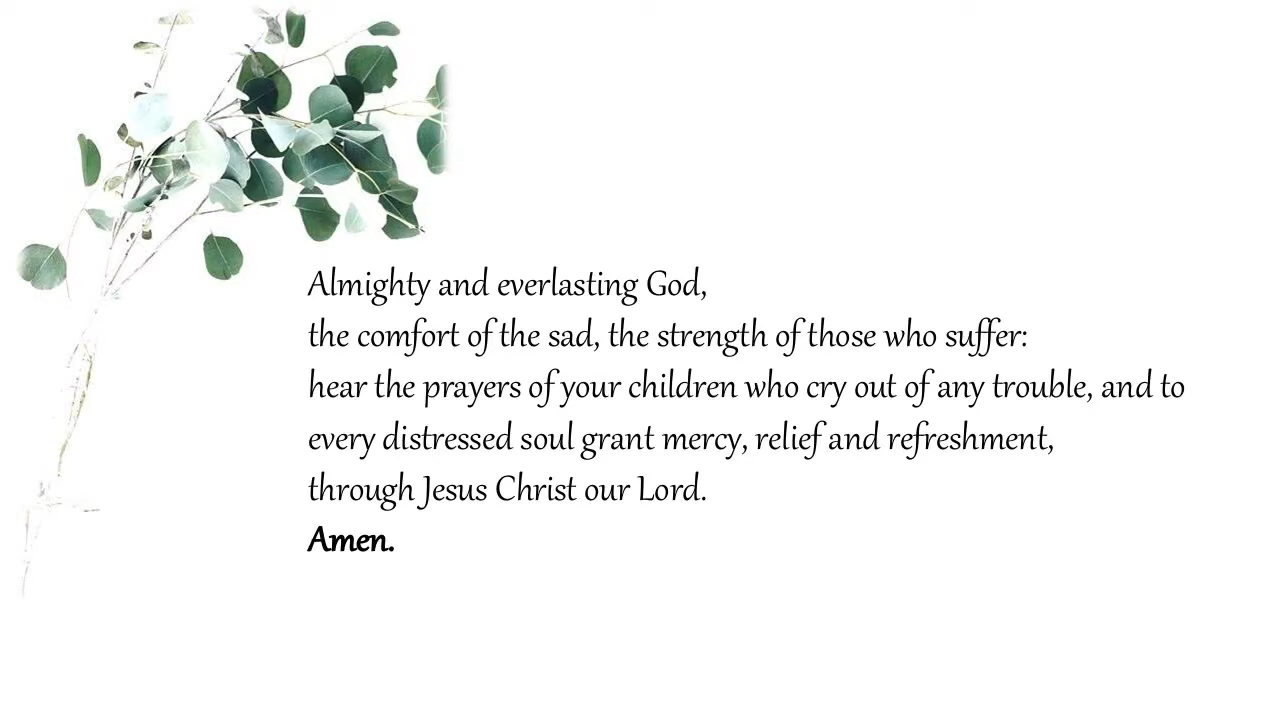 Almighty and everlasting God,
the comfort of the sad, the strength of those who suffer:
hear the prayers of your children who cry out of any trouble, and to
every distressed soul grant mercy, relief and refreshment,
through Jesus Christ our Lord.
Amen.